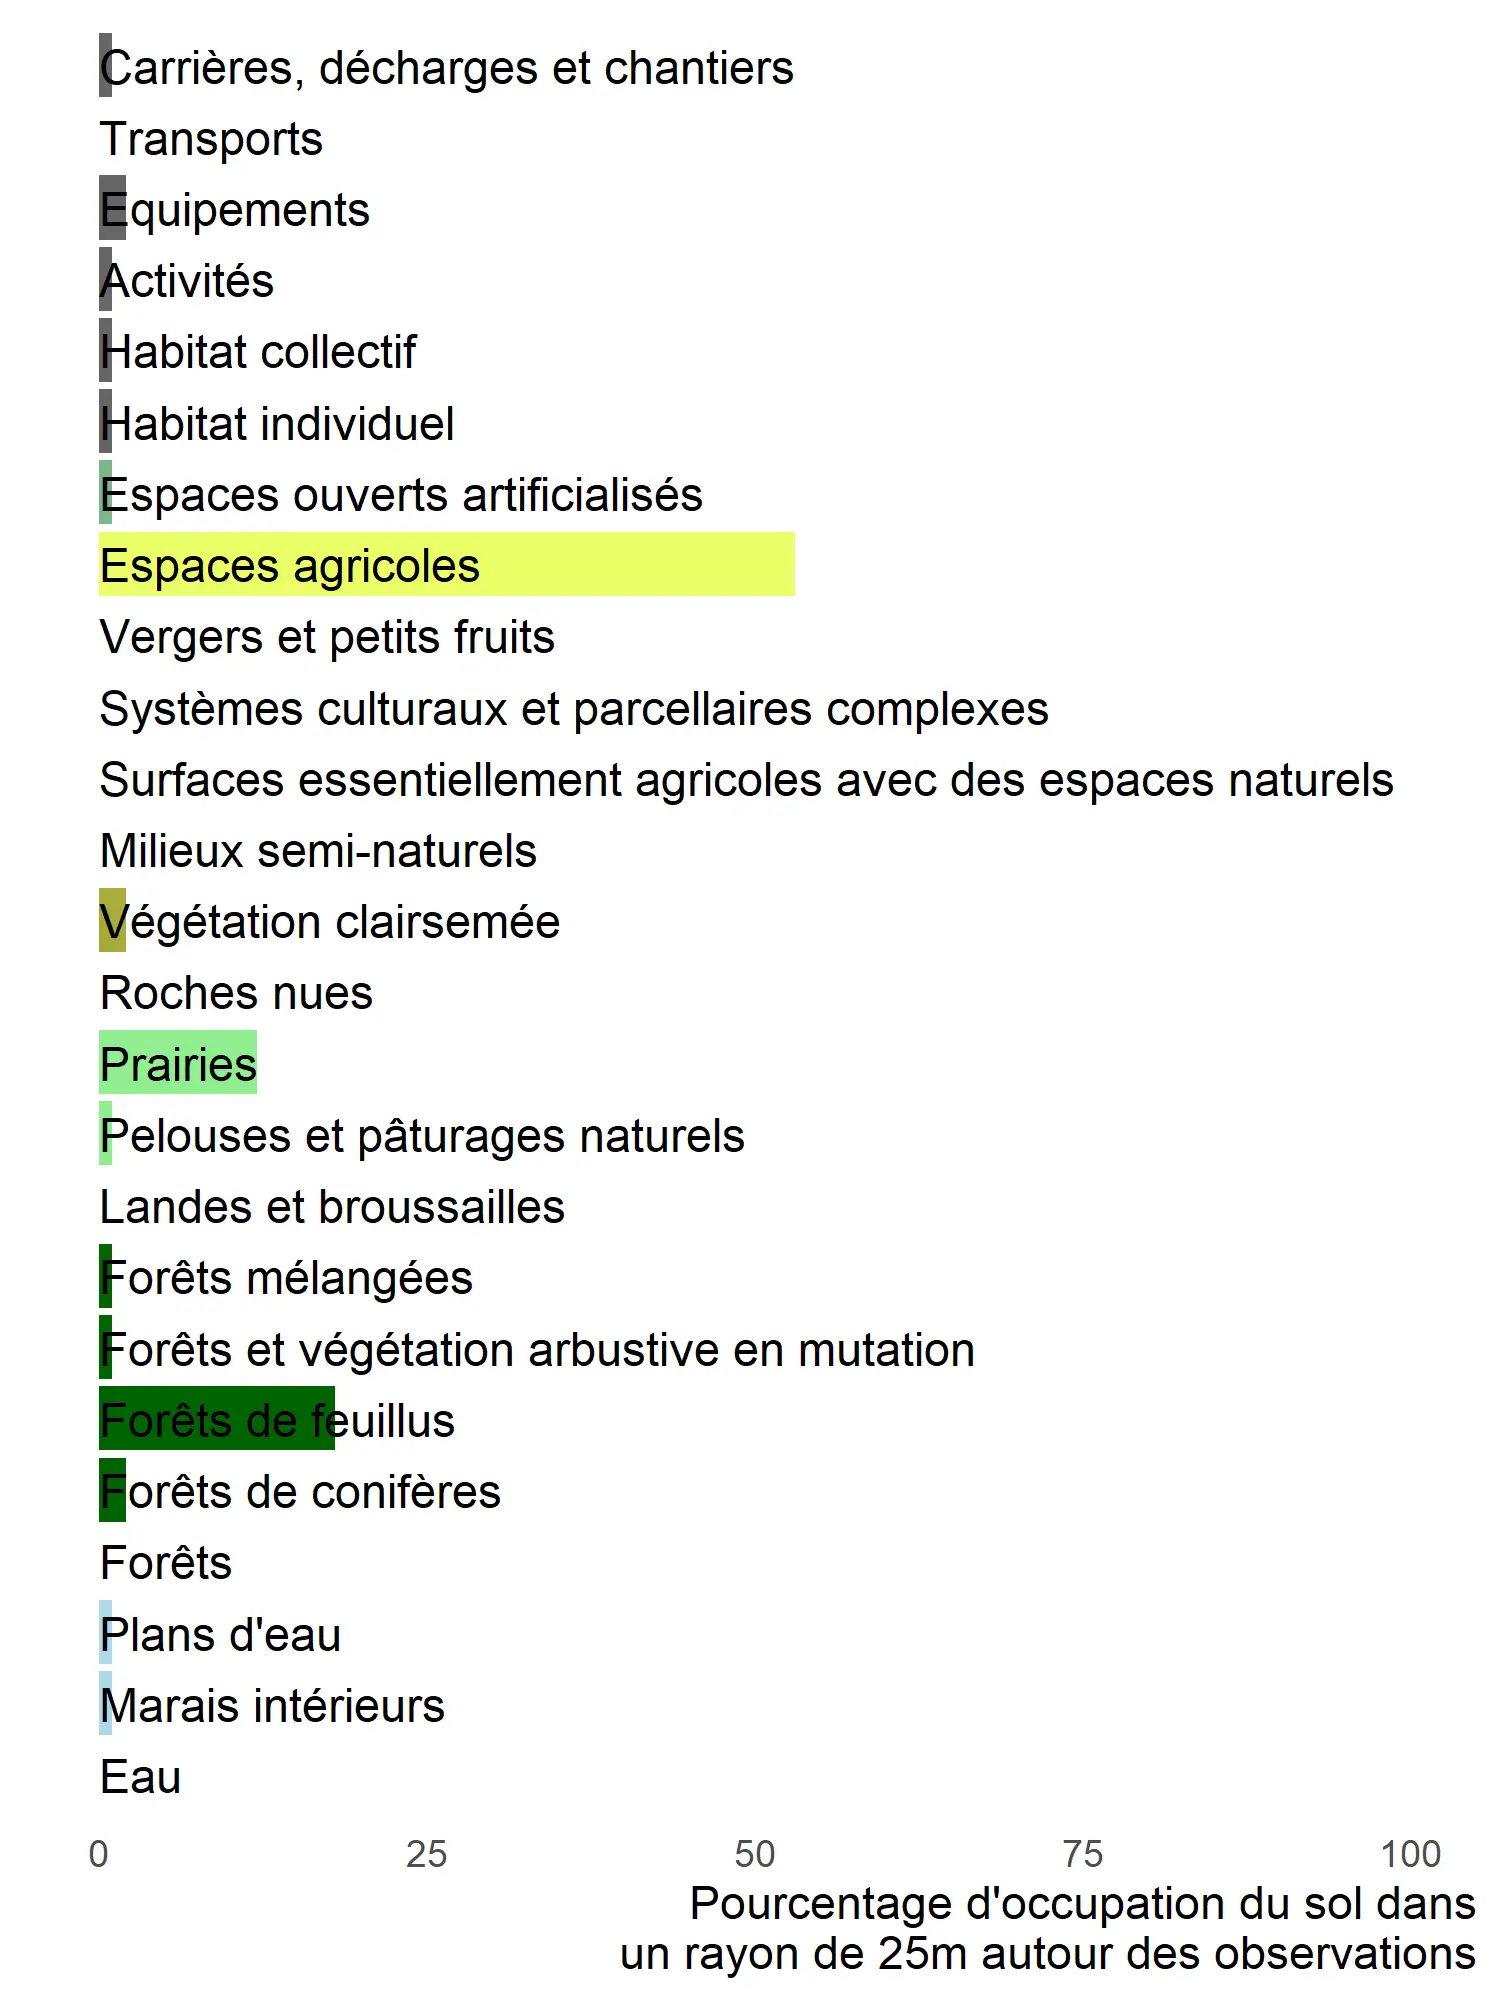 Carrières, décharges et chantiers
Transports
Equipements
Activités
Habitat collectif
Habitat individuel
Espaces ouverts artificialisés
Espaces agricoles
Vergers et petits fruits
Systèmes culturaux et parcellaires complexes
Surfaces essentiellement agricoles avec des espaces naturels
Milieux semi-naturels
Végétation clairsemée
Roches nues
Prairies
Pelouses et pâturages naturels
Landes et broussailles
Forêts mélangées
Forêts et végétation arbustive en mutation
Forêts de feuillus
Forêts de conifères
Forêts
Plans d'eau
Marais intérieurs
Eau
0 25 50 75 100
Pourcentage d'occupation du sol dans
un rayon de 25m autour des observations